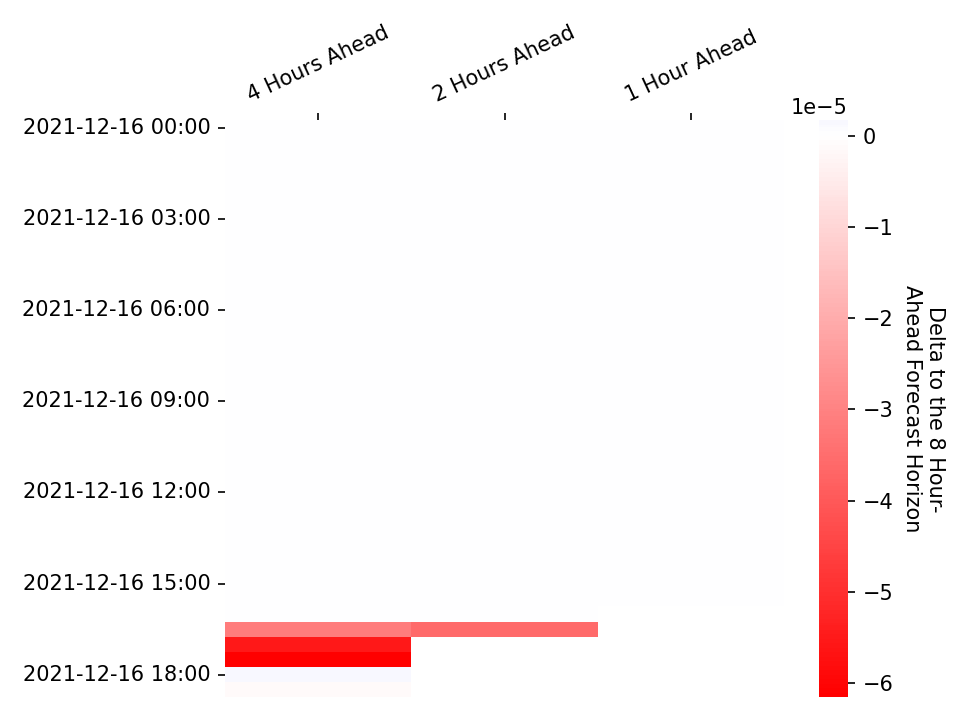 4 Hours Ahead
2 Hours Ahead
1 Hour Ahead
2021-12-16 00:00
2021-12-16 03:00
2021-12-16 06:00
2021-12-16 09:00
2021-12-16 12:00
2021-12-16 15:00
2021-12-16 18:00
1e−5
0
−1
−2
−3
−4
−5
−6
Delta to the 8 Hour-
Ahead Forecast Horizon